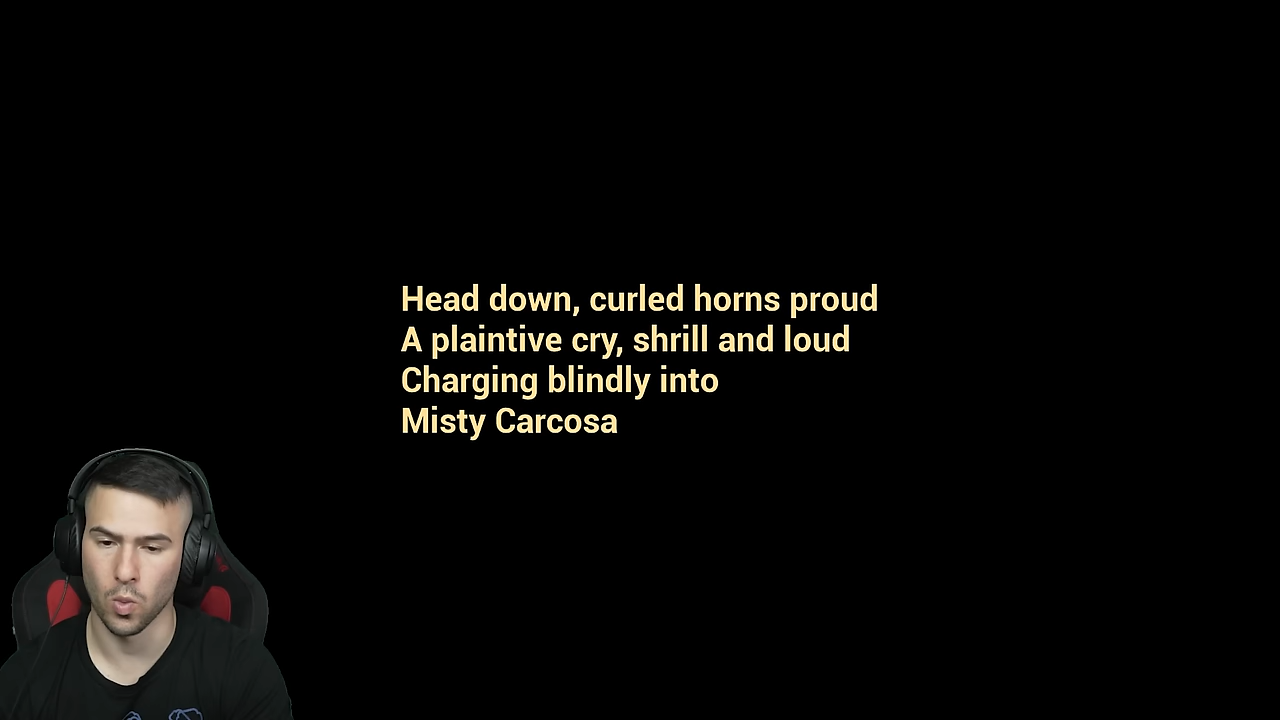 Head down, curled horns proud
A plaintive cry, shrill and loud
Charging blindly into
Misty Carcosa